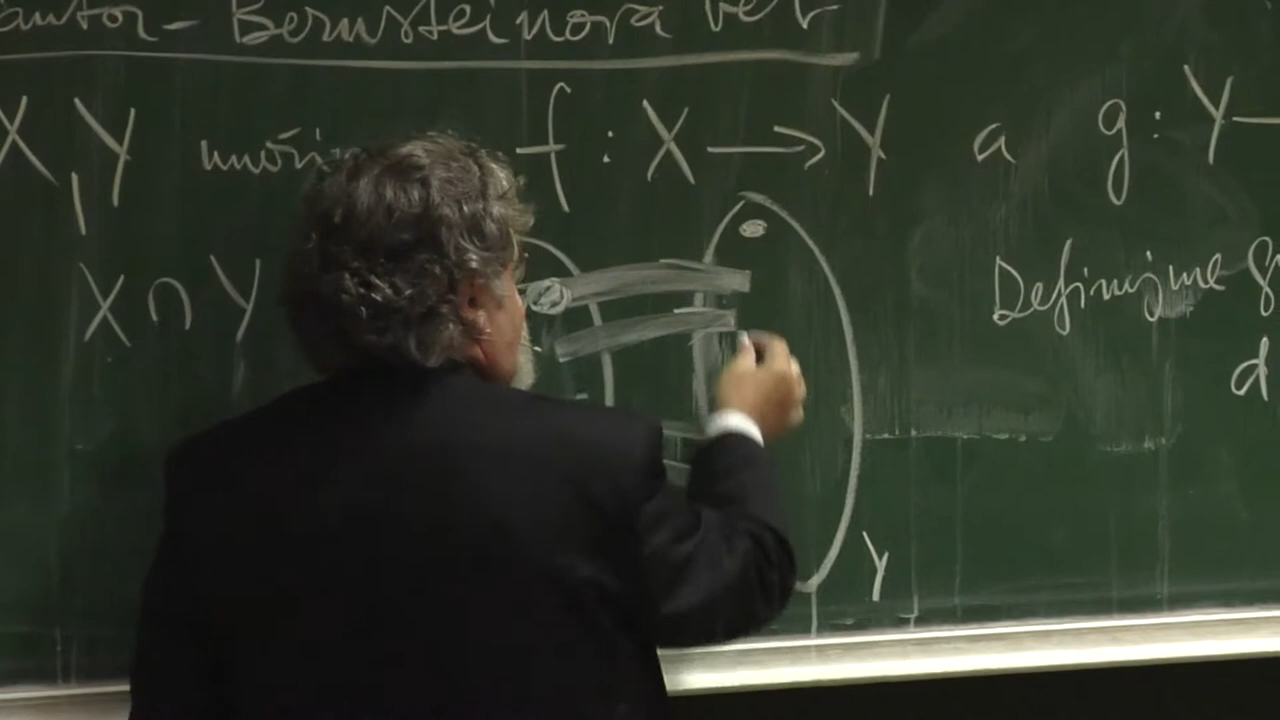 antor - Bernsteinova vět
X, Y množi f : X → Y a g : Y
X ∩ Y
Definujme g
d
Y